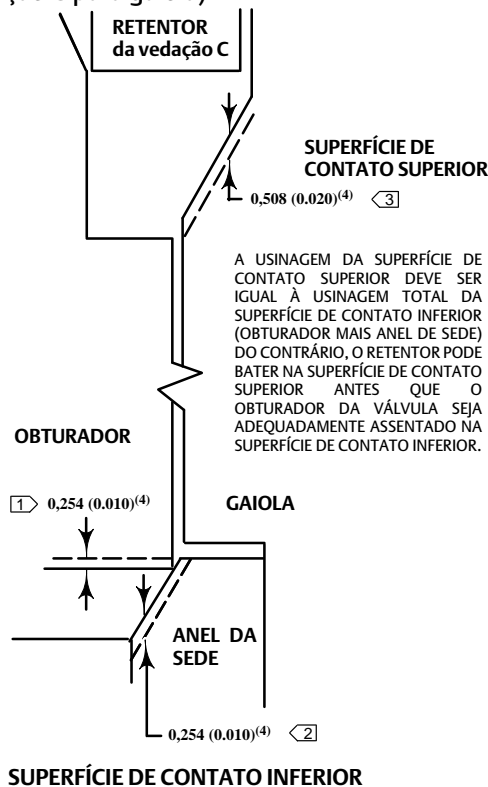 RETENTOR
da vedação C
SUPERFÍCIE DE
CONTATO SUPERIOR
0,508 (0.020)(4) 3
A USINAGEM DA SUPERFÍCIE DE
CONTATO SUPERIOR DEVE SER
IGUAL À USINAGEM TOTAL DA
SUPERFÍCIE DE CONTATO INFERIOR
(OBTURADOR MAIS ANEL DE SEDE)
DO CONTRÁRIO, O RETENTOR PODE
BATER NA SUPERFÍCIE DE CONTATO
SUPERIOR ANTES QUE O
OBTURADOR DA VÁLVULA SEJA
ADEQUADAMENTE ASSENTADO NA
SUPERFÍCIE DE CONTATO INFERIOR.
OBTURADOR
1 0,254 (0.010)(4)
GAIOLA
ANEL DA
SEDE
0,254 (0.010)(4) 2
SUPERFÍCIE DE CONTATO INFERIOR